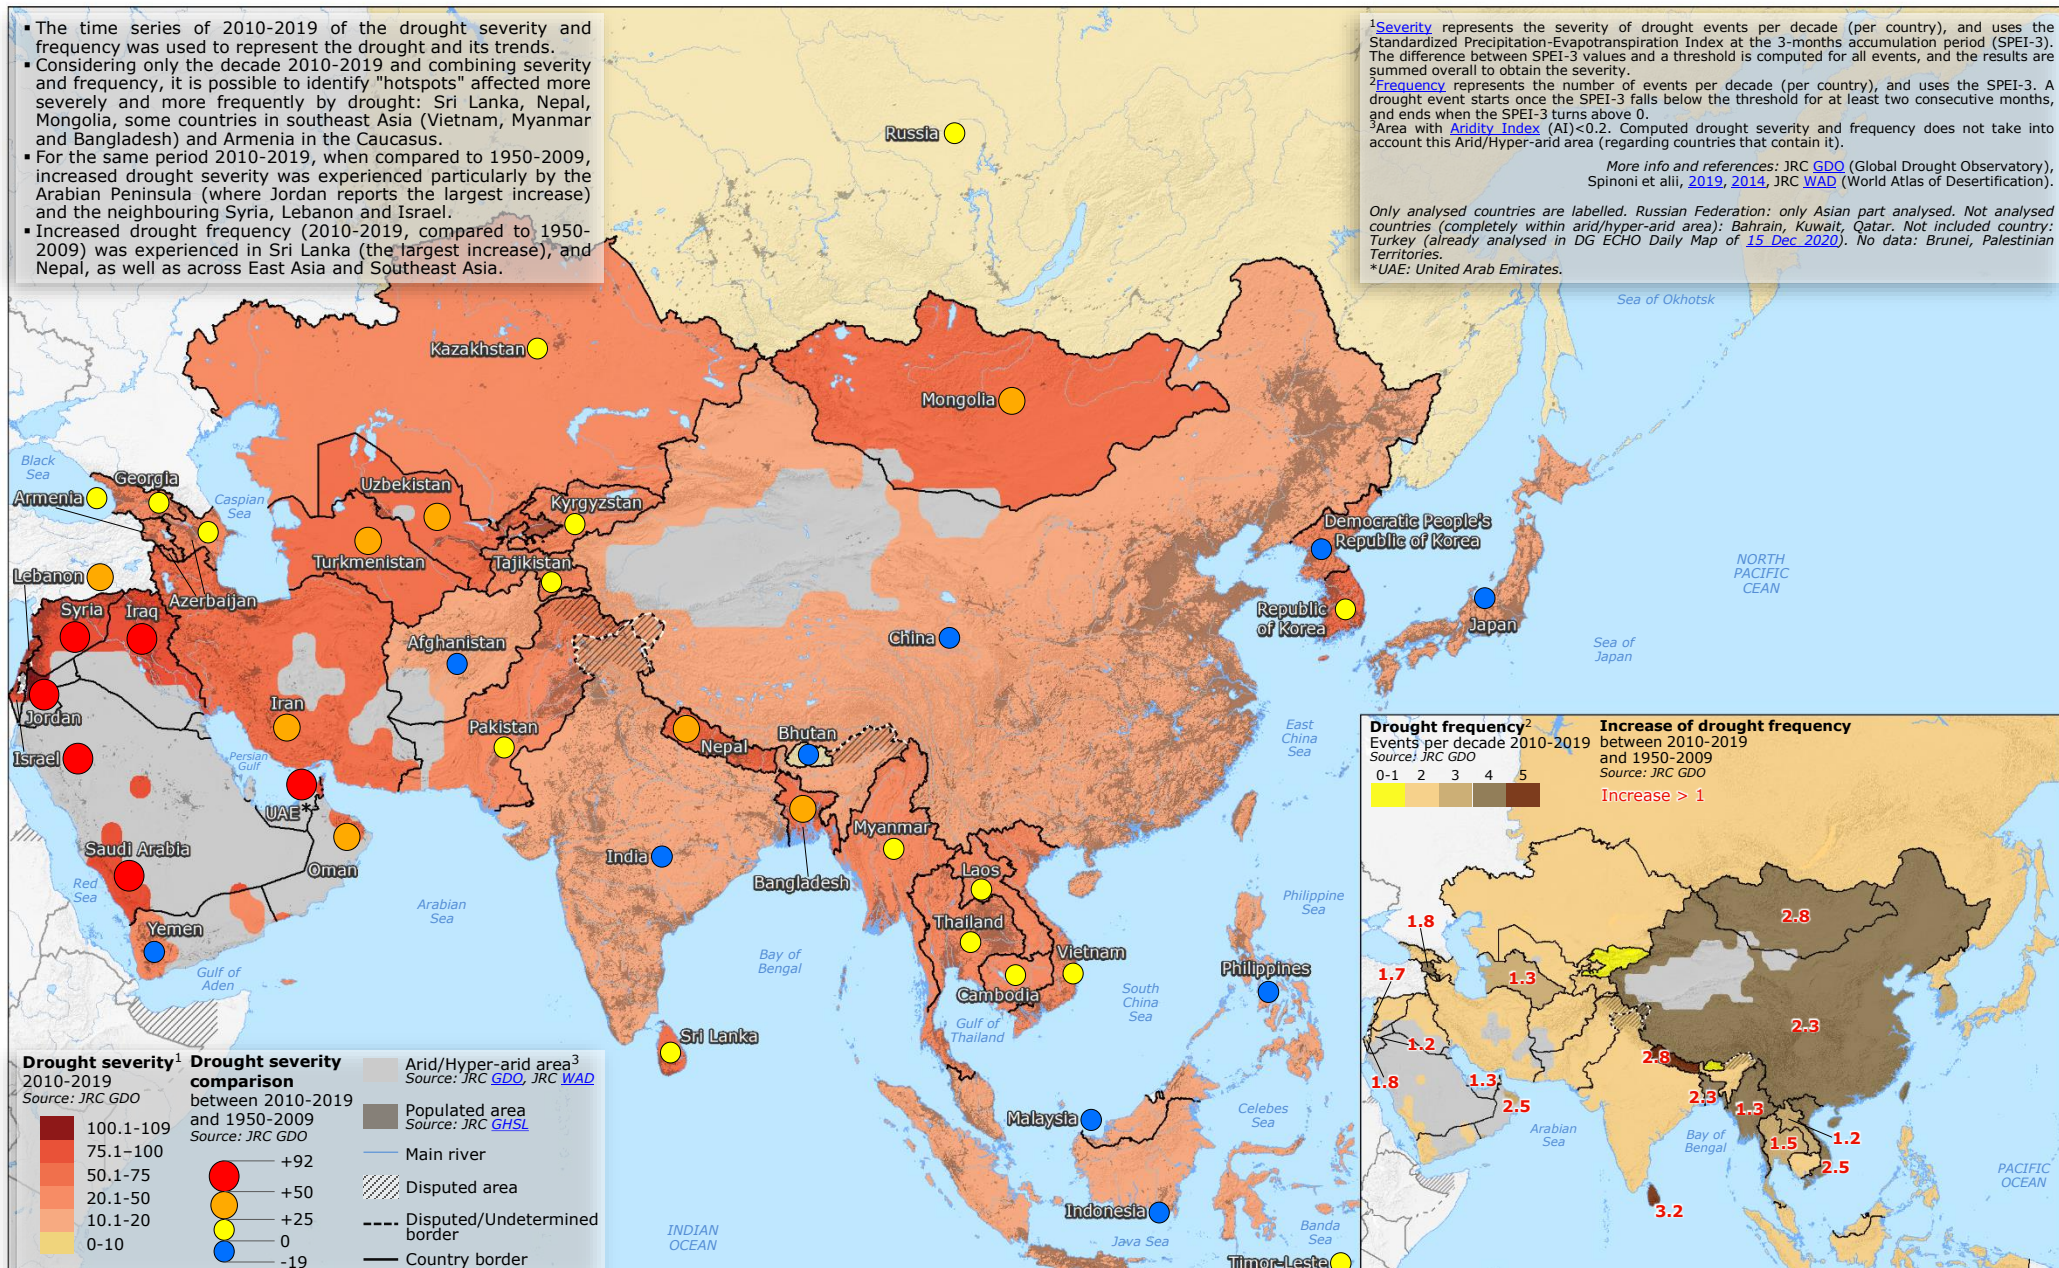 ▪ The time series of 2010-2019 of the drought severity and
frequency was used to represent the drought and its trends.
▪ Considering only the decade 2010-2019 and combining severity
and frequency, it is possible to identify "hotspots" affected more
severely and more frequently by drought: Sri Lanka, Nepal,
Mongolia, some countries in southeast Asia (Vietnam, Myanmar
and Bangladesh) and Armenia in the Caucasus.
▪ For the same period 2010-2019, when compared to 1950-2009,
increased drought severity was experienced particularly by the
Arabian Peninsula (where Jordan reports the largest increase)
and the neighbouring Syria, Lebanon and Israel.
▪ Increased drought frequency (2010-2019, compared to 1950-
2009) was experienced in Sri Lanka (the largest increase), and
Nepal, as well as across East Asia and Southeast Asia.
1Severity represents the severity of drought events per decade (per country), and uses the
Standardized Precipitation-Evapotranspiration Index at the 3-months accumulation period (SPEI-3).
The difference between SPEI-3 values and a threshold is computed for all events, and the results are
summed overall to obtain the severity.
2Frequency represents the number of events per decade (per country), and uses the SPEI-3. A
drought event starts once the SPEI-3 falls below the threshold for at least two consecutive months,
and ends when the SPEI-3 turns above 0.
3Area with Aridity Index (AI)<0.2. Computed drought severity and frequency does not take into
account this Arid/Hyper-arid area (regarding countries that contain it).
More info and references: JRC GDO (Global Drought Observatory),
Spinoni et alii, 2019, 2014, JRC WAD (World Atlas of Desertification).
Only analysed countries are labelled. Russian Federation: only Asian part analysed. Not analysed
countries (completely within arid/hyper-arid area): Bahrain, Kuwait, Qatar. Not included country:
Turkey (already analysed in DG ECHO Daily Map of 15 Dec 2020). No data: Brunei, Palestinian
Territories.
*UAE: United Arab Emirates.
Russia
Sea of Okhotsk
Kazakhstan
Mongolia
Black
Sea
Georgia
Armenia
Caspian
Sea
Uzbekistan
Kyrgyzstan
Democratic People's
Republic of Korea
Turkmenistan
Tajikistan
NORTH
PACIFIC
CEAN
Lebanon
Azerbaijan
Syria
Iraq
Republic
of Korea
Japan
Afghanistan
China
Sea of
Japan
Jordan
Iran
Pakistan
Nepal
Bhutan
East
China
Sea
Israel
Persian
Gulf
UAE*
Myanmar
Saudi Arabia
Oman
India
Bangladesh
Laos
Red
Sea
Arabian
Sea
Philippine
Sea
Yemen
Thailand
Vietnam
Bay of
Bengal
Philippines
Gulf of
Aden
Cambodia
South
China
Sea
Gulf of
Thailand
Sri Lanka
Malaysia
Celebes
Sea
Indonesia
INDIAN
OCEAN
Java Sea
Banda
Sea
Timor-Leste
Drought severity1
2010-2019
Source: JRC GDO
100.1-109
75.1-100
50.1-75
20.1-50
10.1-20
0-10
Drought severity
comparison
between 2010-2019
and 1950-2009
Source: JRC GDO
+92
+50
+25
0
-19
Arid/Hyper-arid area3
Source: JRC GDO, JRC WAD
Populated area
Source: JRC GHSL
Main river
Disputed area
Disputed/Undetermined
border
Country border
Drought frequency2
Events per decade 2010-2019
Source: JRC GDO
0-1 2 3 4 5
Increase of drought frequency
between 2010-2019
and 1950-2009
Source: JRC GDO
Increase > 1
1.8
2.8
1.7
1.3
2.3
1.2
2.8
1.8
1.3
2.5
2.3
1.3
1.2
1.5
2.5
3.2
Arabian
Sea
Bay of
Bengal
PACIFIC
OCEAN